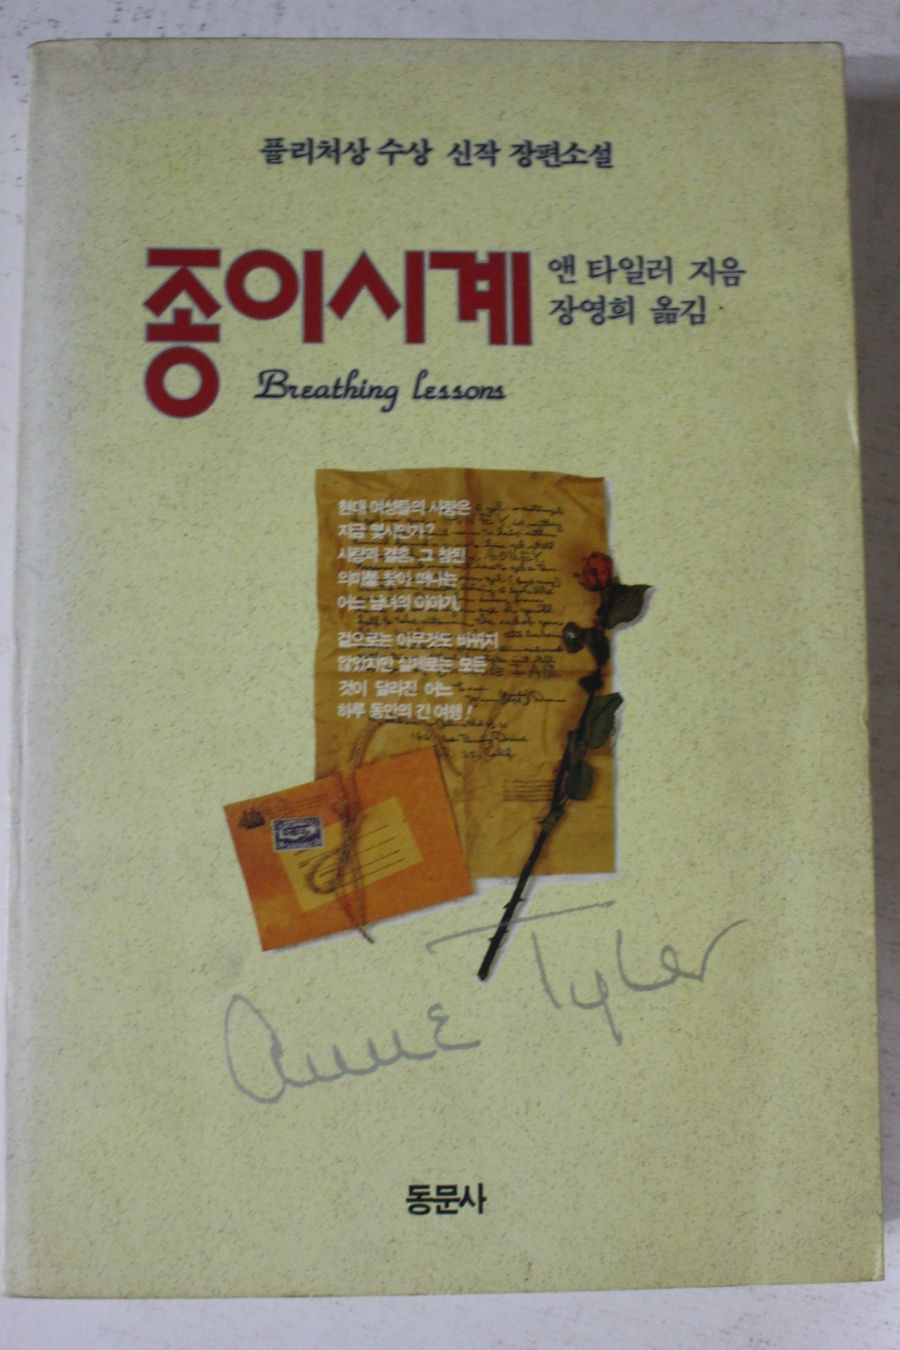 퓰리처상 수상 신작 장편소설
종이시계
앤 타일러 지음
장영희 옮김
Breathing lessons
현대 여성들의 사랑은
지금 몇시인가?
사랑과 결혼, 그 참된
의미를 찾아 떠나는
어느 남녀의 이야기.
겉으로는 아무것도 바뀌지
않았지만 실제로는 모든
것이 달라진 어느
하루 동안의 긴 여행!
Anne Tyler
동문사